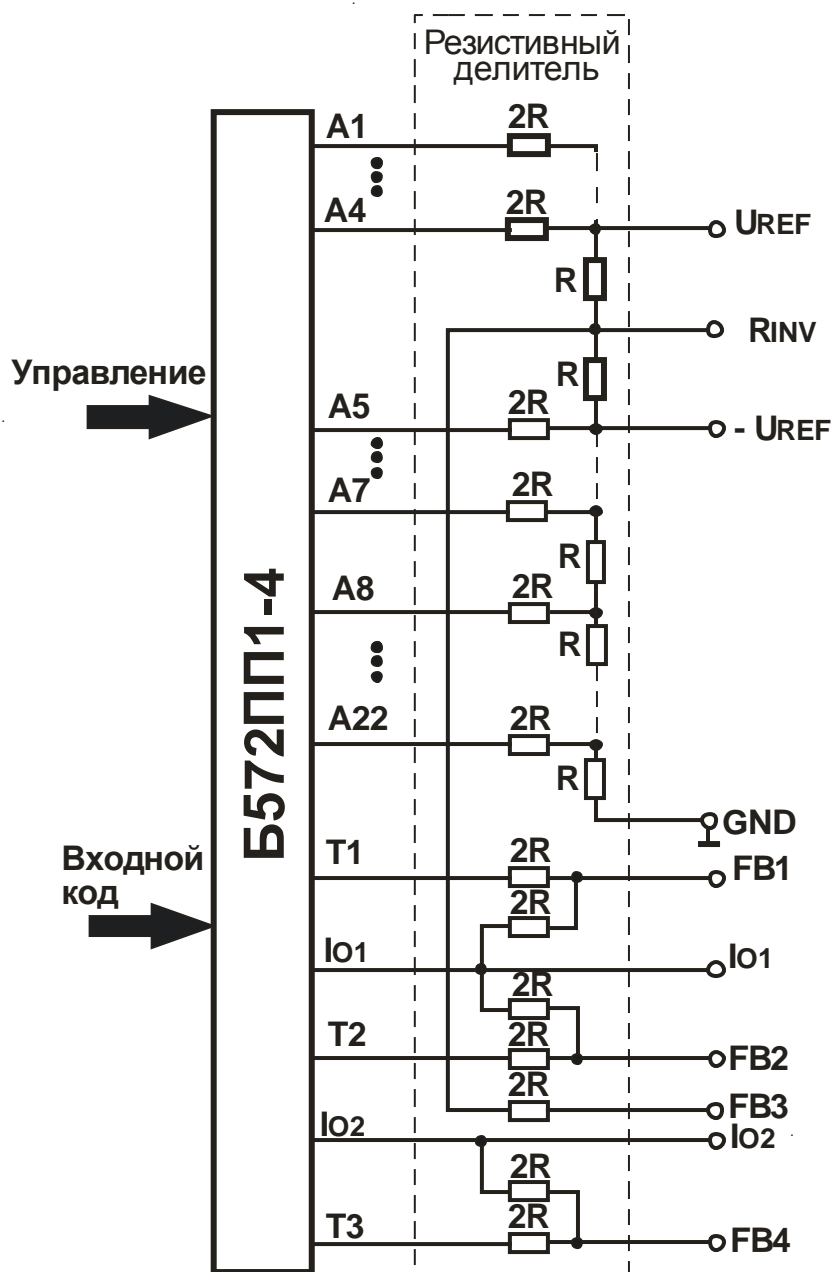 Резистивный
делитель
A1
2R
A4
2R
UREF
R
RINV
Управление
R
A5
2R
- UREF
A7
2R
R
A8
2R
R
Б572ПП1-4
A22
2R
R
GND
Входной
код
T1
2R
FB1
2R
IO1
IO1
2R
T2
2R
FB2
2R
FB3
IO2
IO2
2R
T3
2R
FB4